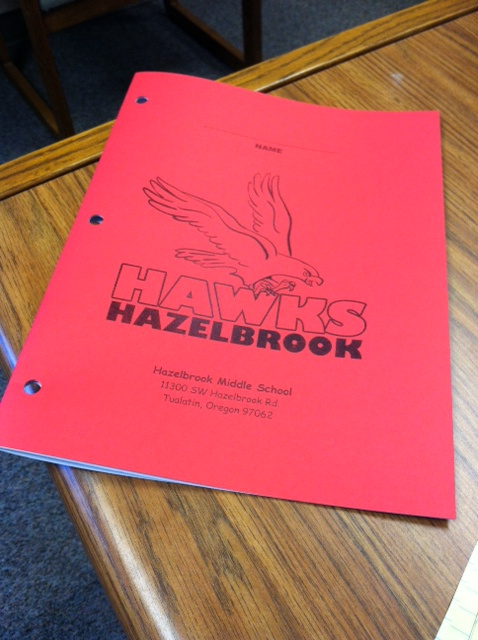 NAME
HAWKS
HAZELBROOK
Hazelbrook Middle School
11300 SW Hazelbrook Rd.
Tualatin, Oregon 97062